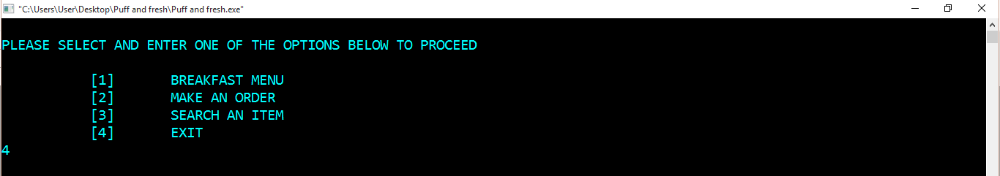 "C:\Users\User\Desktop\Puff and fresh\Puff and fresh.exe"
PLEASE SELECT AND ENTER ONE OF THE OPTIONS BELOW TO PROCEED
[1] BREAKFAST MENU
[2] MAKE AN ORDER
[3] SEARCH AN ITEM
[4] EXIT
4